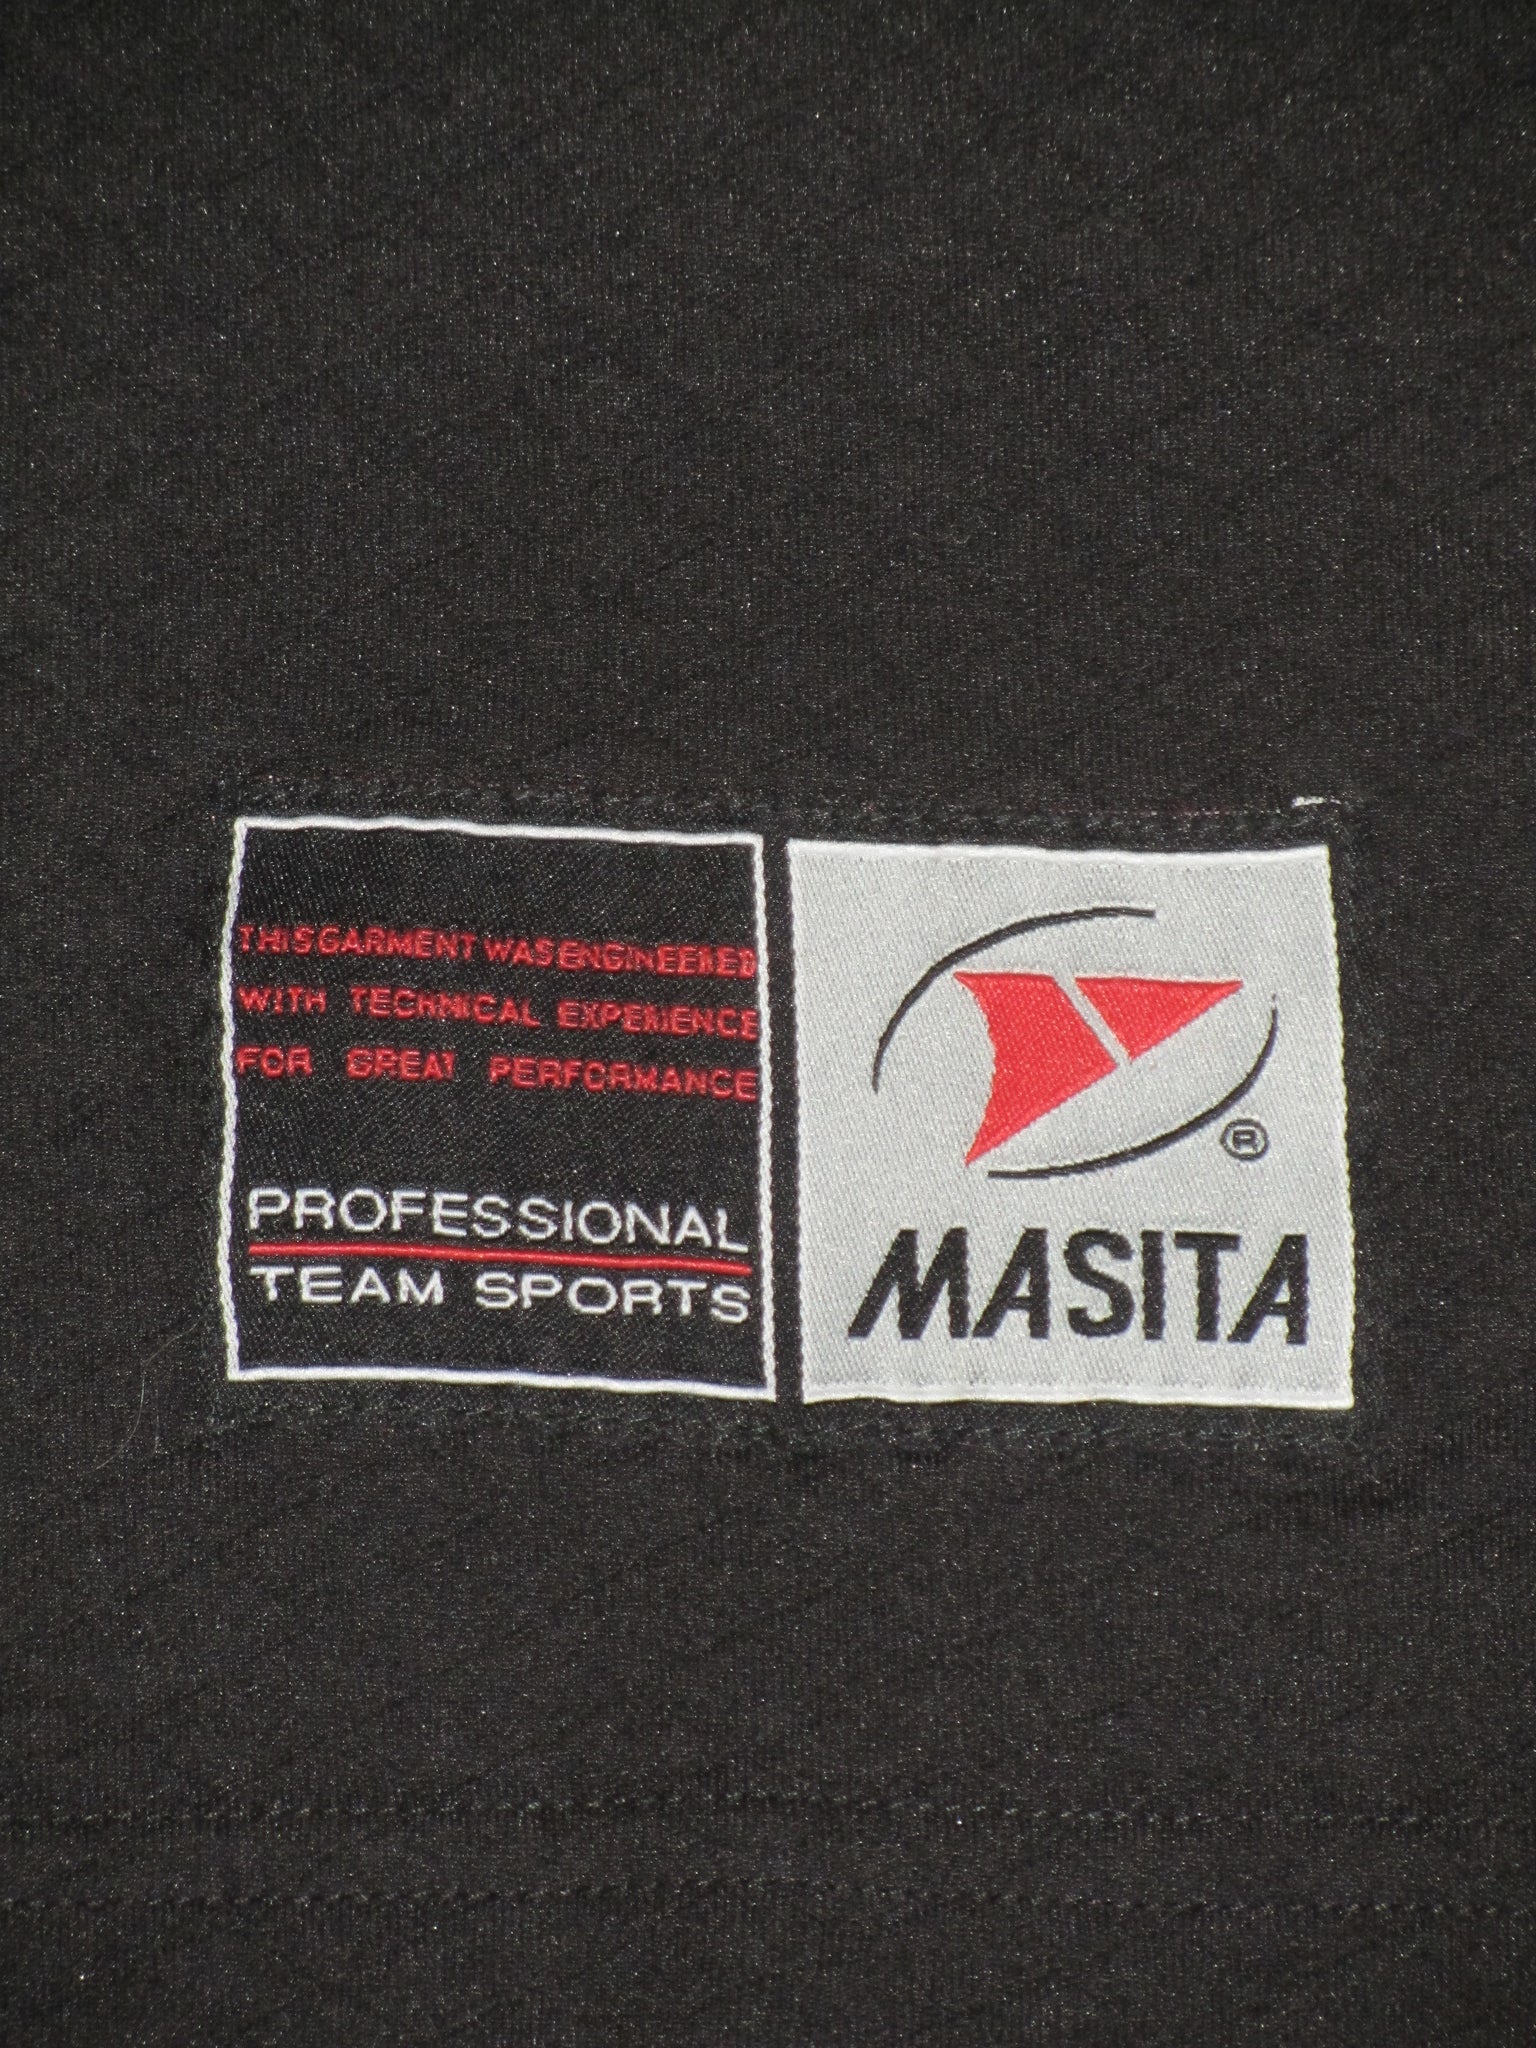 THIS GARMENT WAS ENGINEERED
WITH TECHNICAL EXPERIENCE
FOR GREAT PERFORMANCE
PROFESSIONAL
TEAM SPORTS
®
MASITA